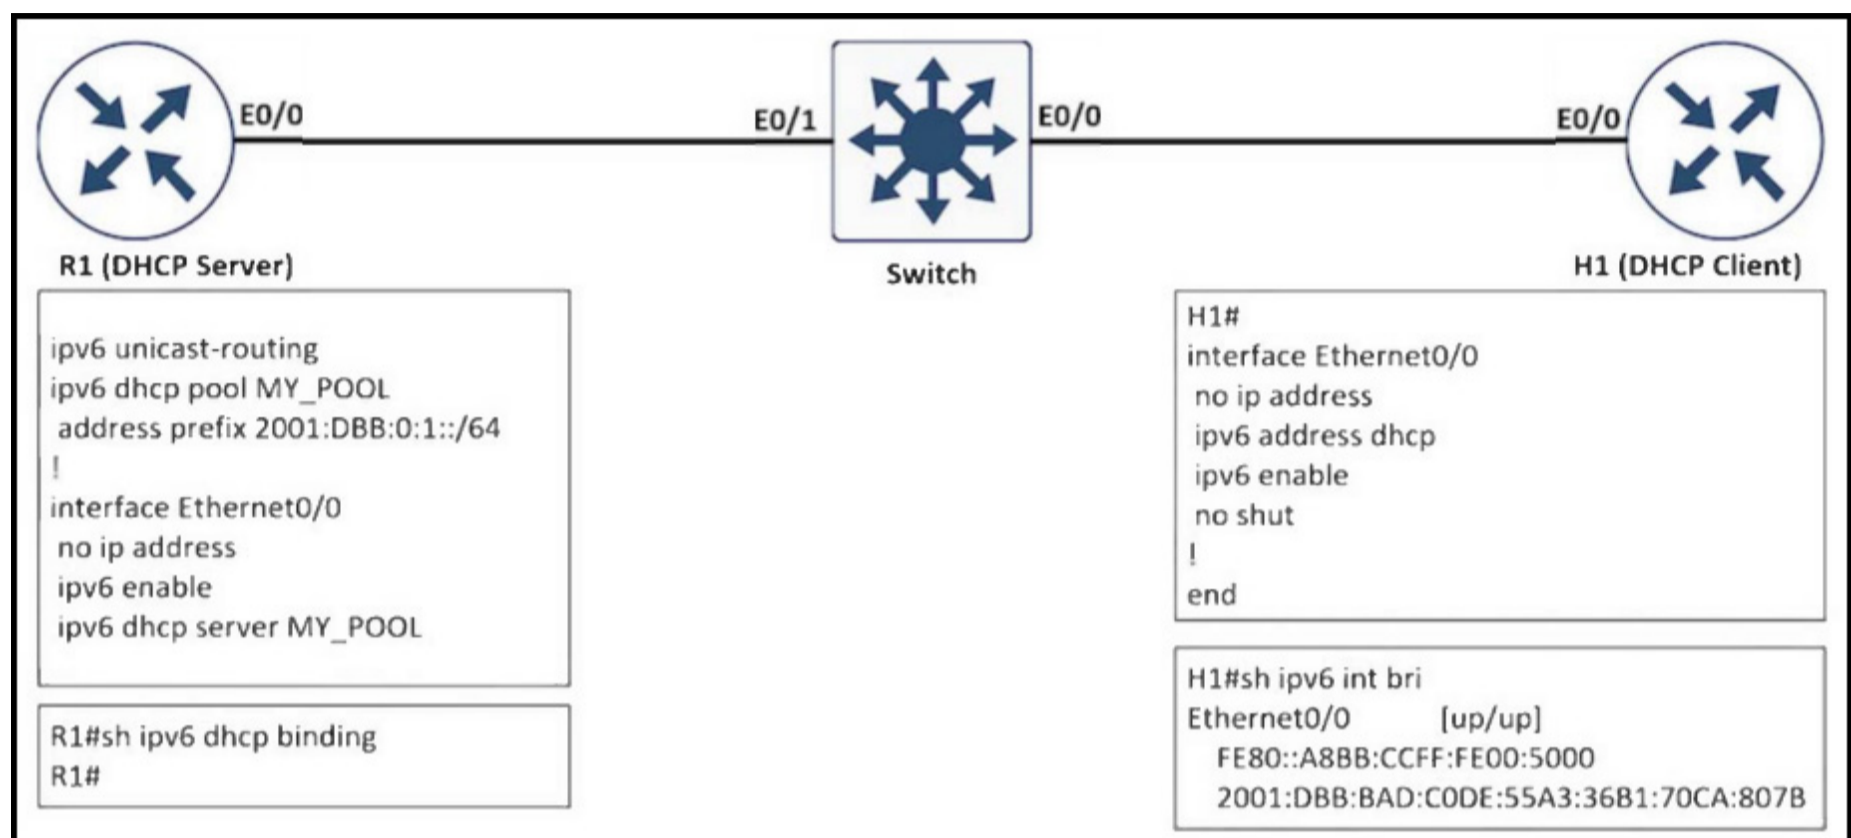 E0/0
E0/1
E0/0
E0/0
R1 (DHCP Server)
Switch
H1 (DHCP Client)
ipv6 unicast-routing
ipv6 dhcp pool MY_POOL
address prefix 2001:DBB:0:1::/64
!
interface Ethernet0/0
no ip address
ipv6 enable
ipv6 dhcp server MY_POOL
R1#sh ipv6 dhcp binding
R1#
H1#
interface Ethernet0/0
no ip address
ipv6 address dhcp
ipv6 enable
no shut
!
end
H1#sh ipv6 int bri
Ethernet0/0 [up/up]
FE80::A8BB:CCFF:FE00:5000
2001:DBB:BAD:C0DE:55A3:36B1:70CA:807B